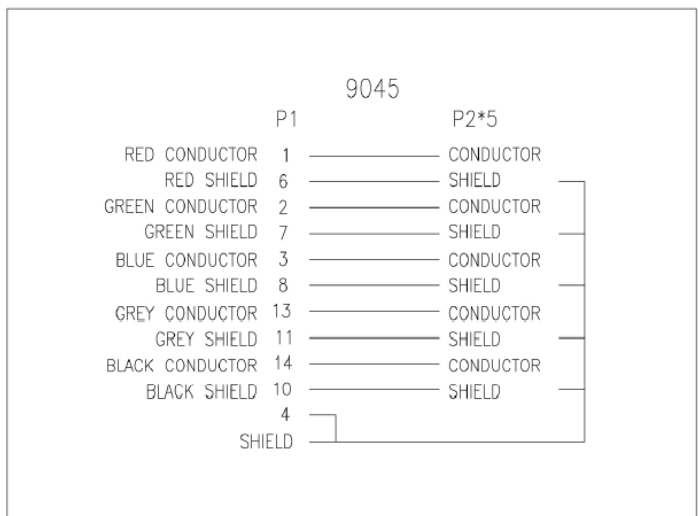 9045
P1 P2*5
RED CONDUCTOR 1 CONDUCTOR
RED SHIELD 6 SHIELD
GREEN CONDUCTOR 2 CONDUCTOR
GREEN SHIELD 7 SHIELD
BLUE CONDUCTOR 3 CONDUCTOR
BLUE SHIELD 8 SHIELD
GREY CONDUCTOR 13 CONDUCTOR
GREY SHIELD 11 SHIELD
BLACK CONDUCTOR 14 CONDUCTOR
BLACK SHIELD 10 SHIELD
4
SHIELD